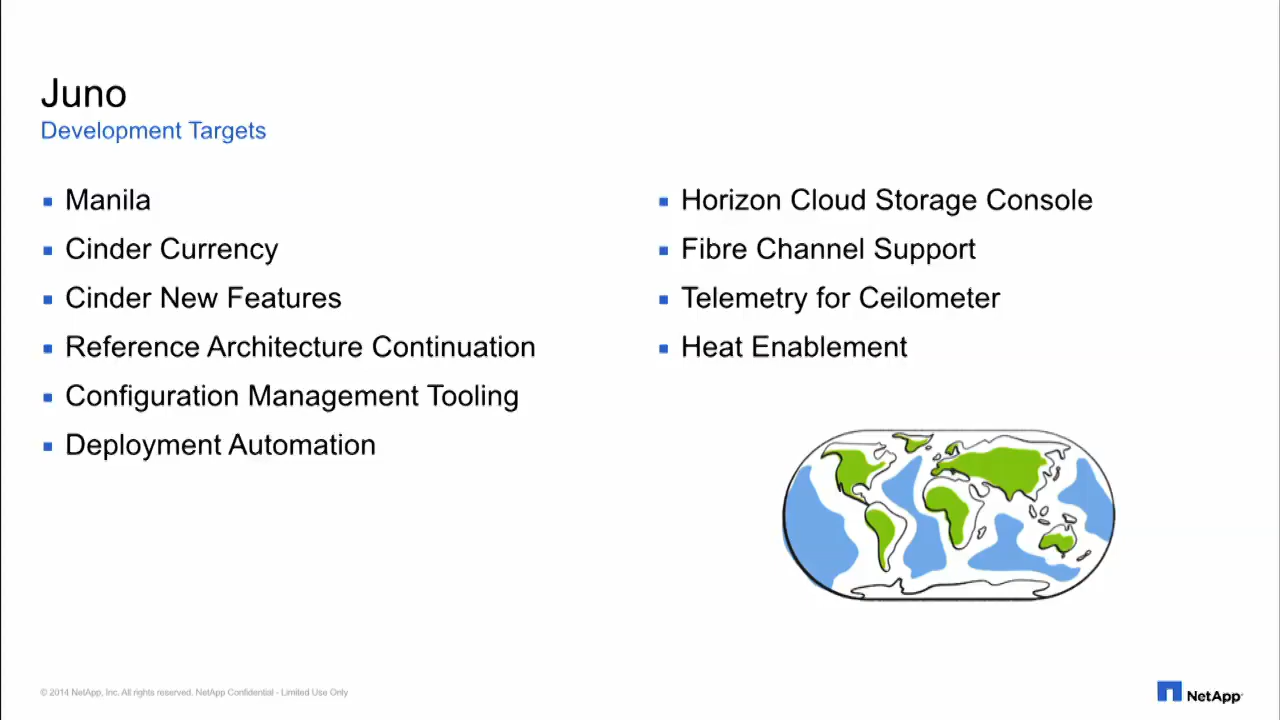 Juno
Development Targets
Manila
Cinder Currency
Cinder New Features
Reference Architecture Continuation
Configuration Management Tooling
Deployment Automation
Horizon Cloud Storage Console
Fibre Channel Support
Telemetry for Ceilometer
Heat Enablement
© 2014 NetApp, Inc. All rights reserved. NetApp Confidential - Limited Use Only
NetApp